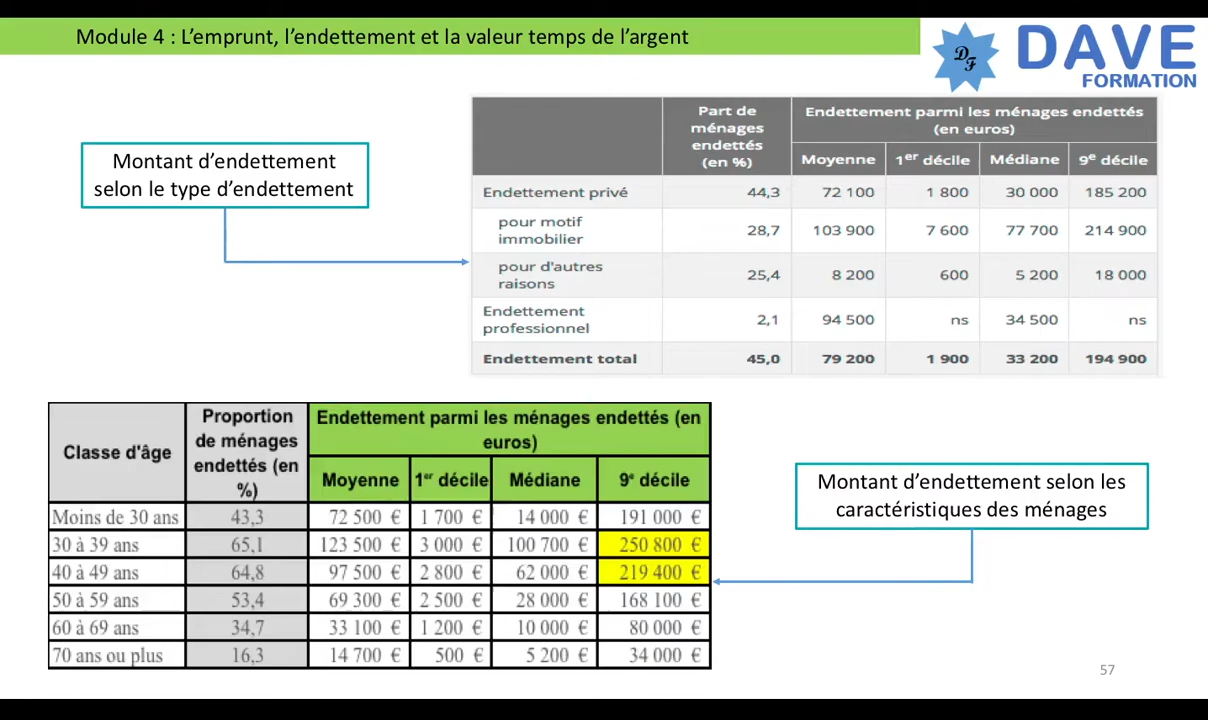 Module 4 : L’emprunt, l’endettement et la valeur temps de l’argent
DF
DAVE
FORMATION
Montant d’endettement
selon le type d’endettement
Part de
ménages
endettés
(en %)
Endettement parmi les ménages endettés
(en euros)
Moyenne 1er décile Médiane 9e décile
Endettement privé 44,3 72 100 1 800 30 000 185 200
pour motif
immobilier 28,7 103 900 7 600 77 700 214 900
pour d'autres
raisons 25,4 8 200 600 5 200 18 000
Endettement
professionnel 2,1 94 500 ns 34 500 ns
Endettement total 45,0 79 200 1 900 33 200 194 900
Classe d'âge
Proportion
de ménages
endettés (en
%)
Endettement parmi les ménages endettés (en
euros)
Moyenne 1er décile Médiane 9e décile
Moins de 30 ans 43,3 72 500 € 1 700 € 14 000 € 191 000 €
30 à 39 ans 65,1 123 500 € 3 000 € 100 700 € 250 800 €
40 à 49 ans 64,8 97 500 € 2 800 € 62 000 € 219 400 €
50 à 59 ans 53,4 69 300 € 2 500 € 28 000 € 168 100 €
60 à 69 ans 34,7 33 100 € 1 200 € 10 000 € 80 000 €
70 ans ou plus 16,3 14 700 € 500 € 5 200 € 34 000 €
Montant d’endettement selon les
caractéristiques des ménages
57